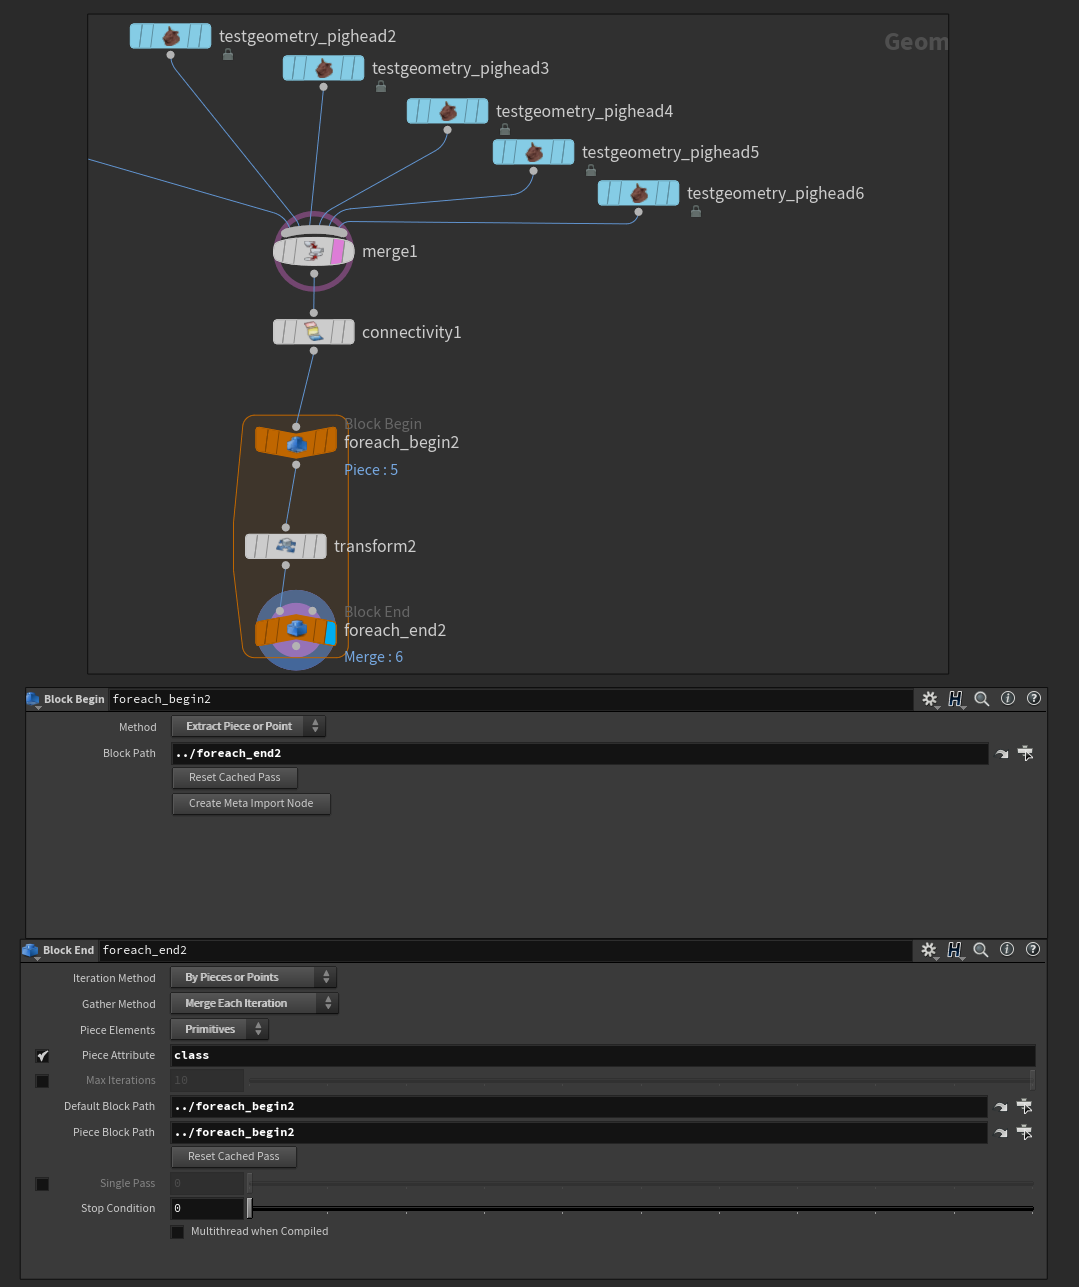 testgeometry_pighead2
Geom
testgeometry_pighead3
testgeometry_pighead4
testgeometry_pighead5
testgeometry_pighead6
merge1
connectivity1
Block Begin
foreach_begin2
Piece : 5
transform2
Block End
foreach_end2
Merge : 6
Block Begin foreach_begin2
Method Extract Piece or Point
Block Path ../foreach_end2
Reset Cached Pass
Create Meta Import Node
Block End foreach_end2
Iteration Method By Pieces or Points
Gather Method Merge Each Iteration
Piece Elements Primitives
Piece Attribute class
Max Iterations 10
Default Block Path ../foreach_begin2
Piece Block Path ../foreach_begin2
Reset Cached Pass
Single Pass 0
Stop Condition 0
Multithread when Compiled